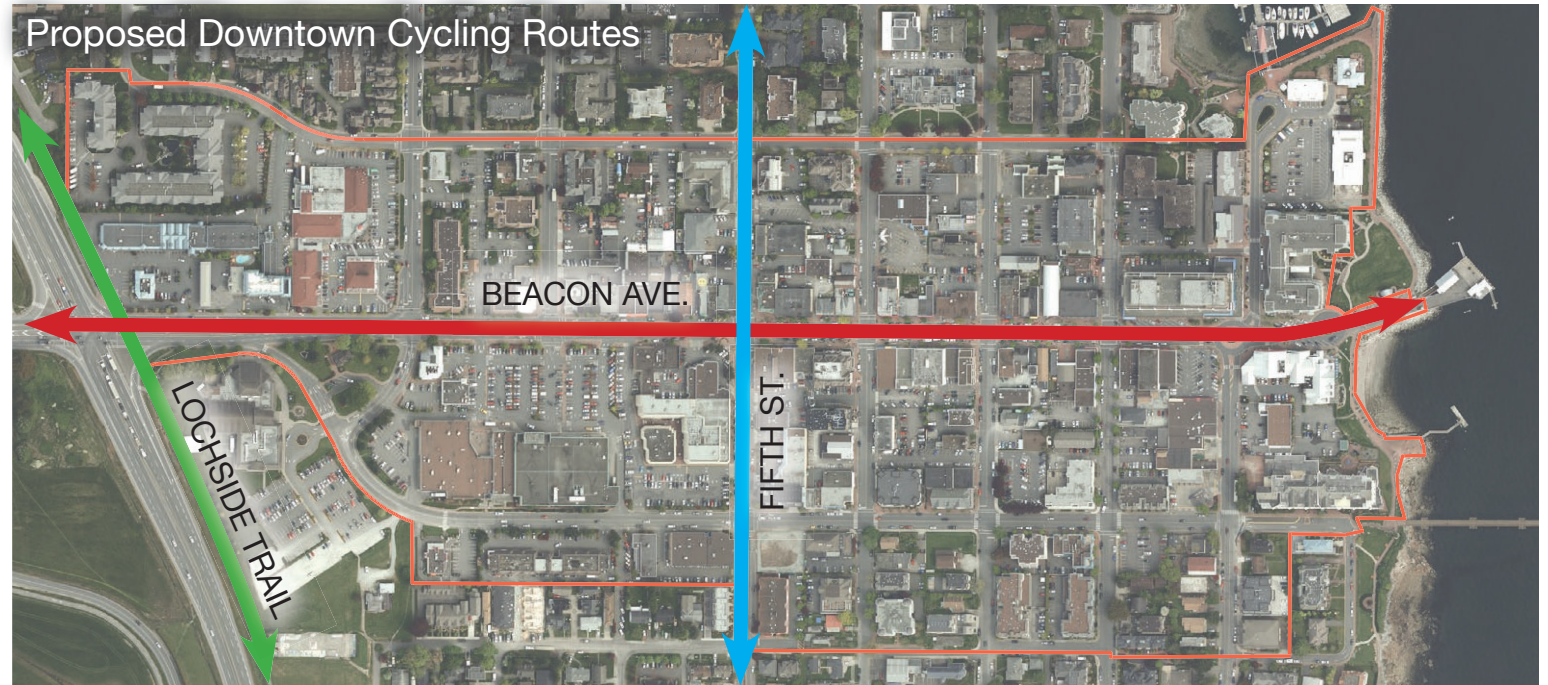 Proposed Downtown Cycling Routes
BEACON AVE.
LOCHSIDE TRAIL
FIFTH ST.